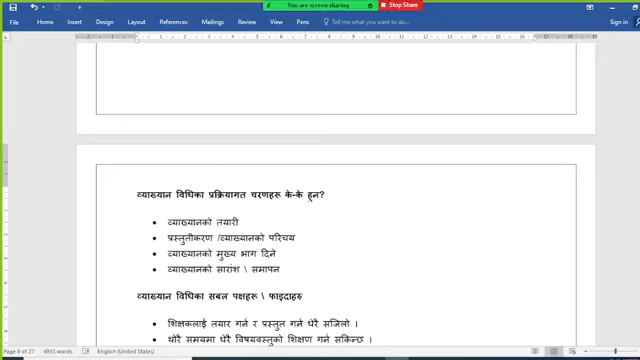 You are screen sharing Stop Share
File Home Insert Design Layout References Mailings Review View Tell me what you want to do... Sign in
व्याख्यान विधिका प्रक्रियागत चरणहरू के-के हुन?
• व्याख्यानको तयारी
• प्रस्तुतीकरण /व्याख्यानको परिचय
• व्याख्यानको मुख्य भाग दिने
• व्याख्यानको सारांश \ समापन
व्याख्यान विधिका सबल पक्षहरू \ फाइदाहरु
• शिक्षकलाई तयार गर्न र प्रस्तुत गर्न धेरै सजिलो ।
• थोरै समयमा धेरै विषयवस्तुको शिक्षण गर्न सकिन्छ ।
Page 8 of 27 4933 words English (United States)